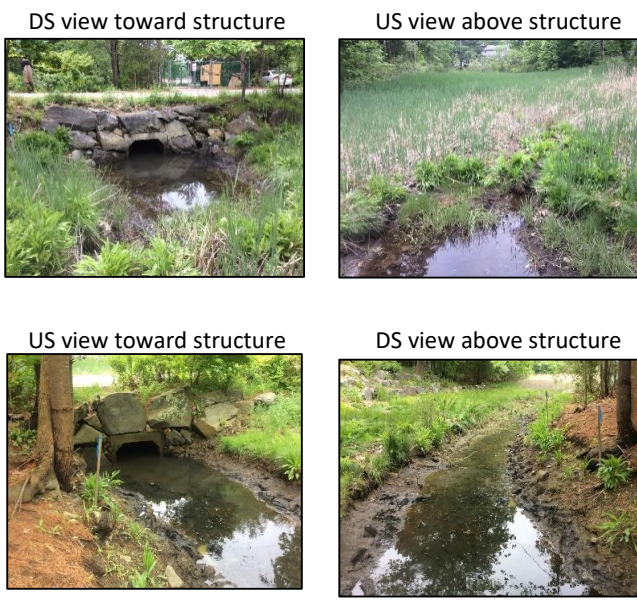 DS view toward structure
US view above structure
US view toward structure
DS view above structure